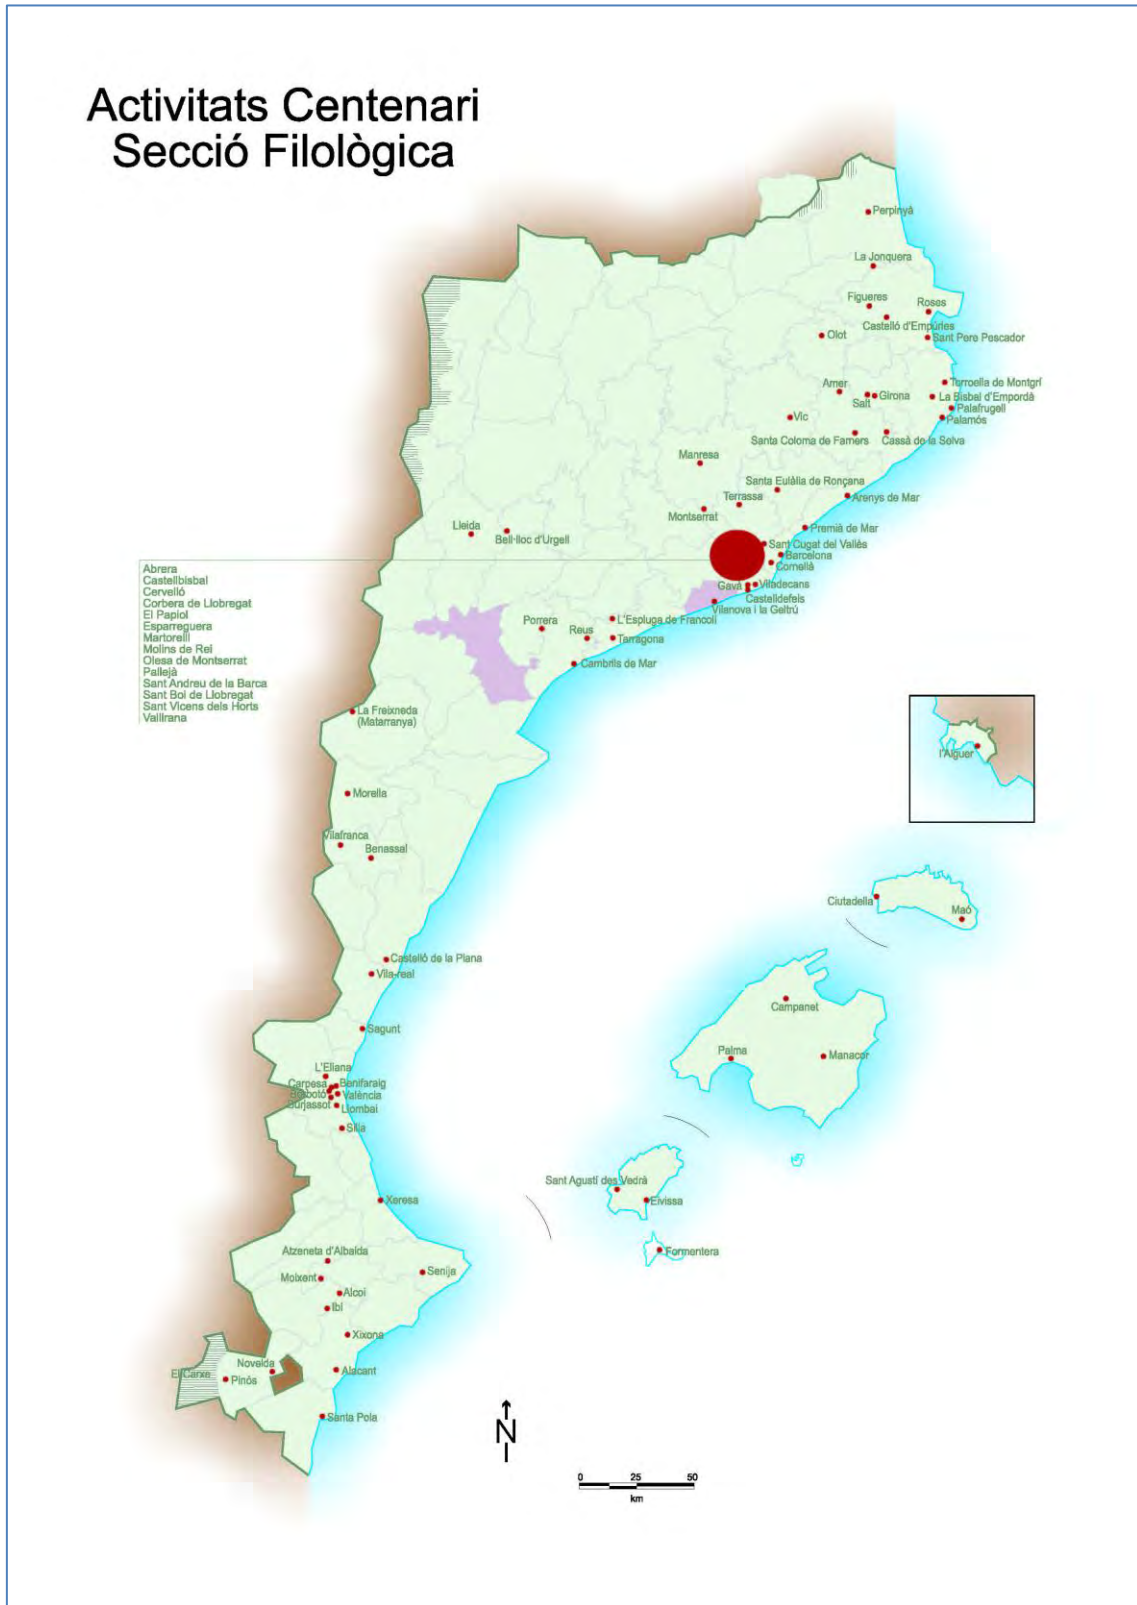 Activitats Centenari
Secció Filològica
Perpinyà
La Jonquera
Figueres
Roses
Castelló d'Empúries
Olot
Sant Pere Pescador
Amer
Torroella de Montgrí
Salt
Girona
La Bisbal d'Empordà
Palafrugell
Vic
Palamós
Santa Coloma de Farners
Cassà de la Selva
Manresa
Santa Eulàlia de Ronçana
Terrassa
Arenys de Mar
Montserrat
Premià de Mar
Lleida
Bell-lloc d'Urgell
Sant Cugat del Vallès
Barcelona
Cornellà
Gavà
Viladecans
Castelldefels
Vilanova i la Geltrú
Abrera
Castellbisbal
Cervelló
Corbera de Llobregat
El Papiol
Esparreguera
Martorelll
Molins de Rei
Olesa de Montserrat
Pallejà
Sant Andreu de la Barca
Sant Boi de Llobregat
Sant Vicens dels Horts
Vallirana
Porrera
L'Espluga de Francolí
Reus
Tarragona
Cambrils de Mar
La Freixneda
(Matarranya)
l'Alguer
Morella
Vilafranca
Benassal
Ciutadella
Maó
Castelló de la Plana
Vila-real
Campanet
Sagunt
Palma
Manacor
L'Eliana
Carpesa
Benifaraig
Borbotó
València
Burjassot
Llombai
Silla
Sant Agustí des Vedrà
Eivissa
Xeresa
Formentera
Atzeneta d'Albaida
Moixent
Senija
Alcoi
Ibi
Xixona
Novelda
Alacant
El Carxe
Pinós
Santa Pola
N
0 25 50
km